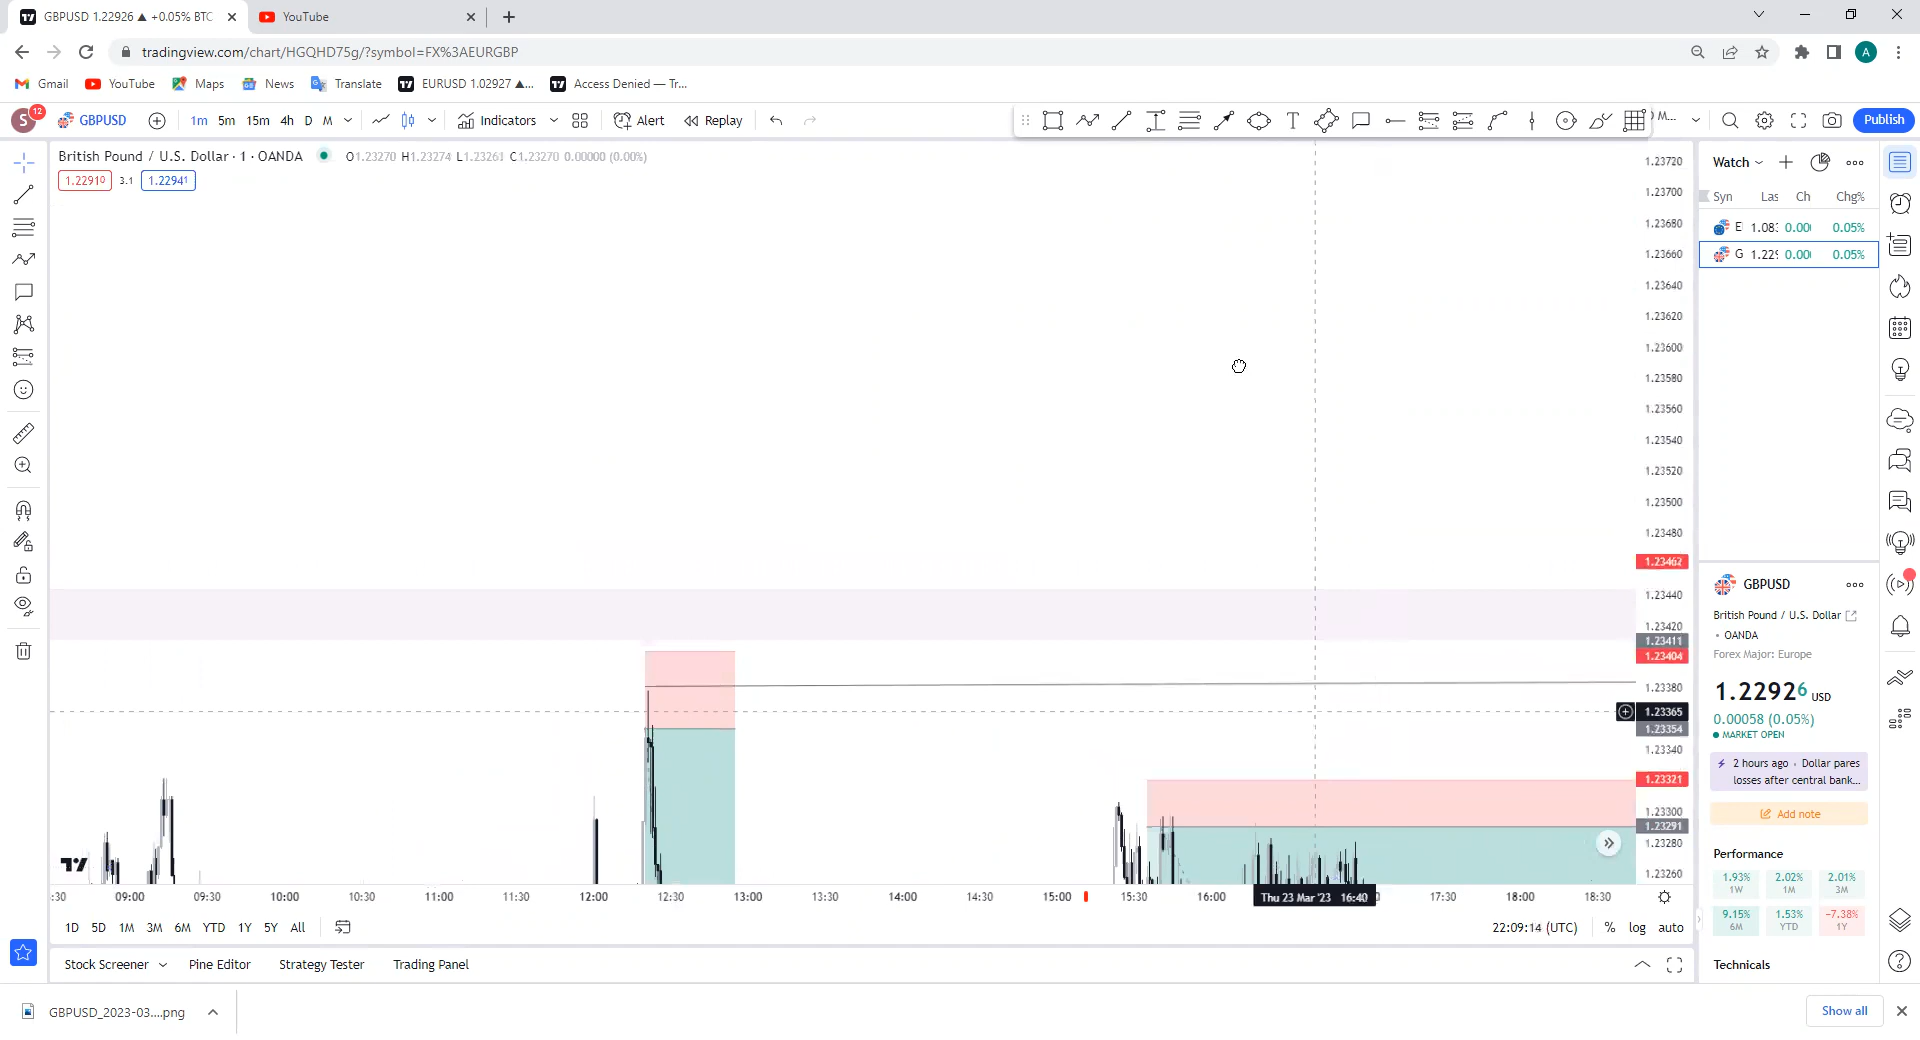 GBPUSD 1.22926 ▲ +0.05% BTC
YouTube
tradingview.com/chart/HGQHD75g/?symbol=FX%3AEURGBP
A
Gmail
YouTube
Maps
News
Translate
EURUSD 1.02927 ▲...
Access Denied — Tr...
S
12
GBPUSD
1m 5m 15m 4h D M
Indicators
Alert
Replay
M...
Publish
British Pound / U.S. Dollar · 1 · OANDA
O1.23270 H1.23274 L1.23261 C1.23270 0.00000 (0.00%)
1.22910 3.1 1.22941
1.23720
1.23700
1.23680
1.23660
1.23640
1.23620
1.23600
1.23580
1.23560
1.23540
1.23520
1.23500
1.23480
1.23462
1.23440
1.23420
1.23411
1.23404
1.23380
1.23365
1.23354
1.23340
1.23321
1.23300
1.23291
1.23280
1.23260
:30 09:00 09:30 10:00 10:30 11:00 11:30 12:00 12:30 13:00 13:30 14:00 14:30 15:00 15:30 16:00 Thu 23 Mar '23 16:40 17:30 18:00 18:30
1D 5D 1M 3M 6M YTD 1Y 5Y All
22:09:14 (UTC) % log auto
Stock Screener
Pine Editor
Strategy Tester
Trading Panel
Watch
Syn Las Ch Chg%
E 1.08 0.00 0.05%
G 1.22 0.00 0.05%
GBPUSD
British Pound / U.S. Dollar
• OANDA
Forex Major: Europe
1.22926 USD
0.00058 (0.05%)
MARKET OPEN
2 hours ago · Dollar pares
losses after central bank...
Add note
Performance
1.93% 2.02% 2.01%
1W 1M 3M
9.15% 1.53% −7.38%
6M YTD 1Y
Technicals
GBPUSD_2023-03....png
Show all